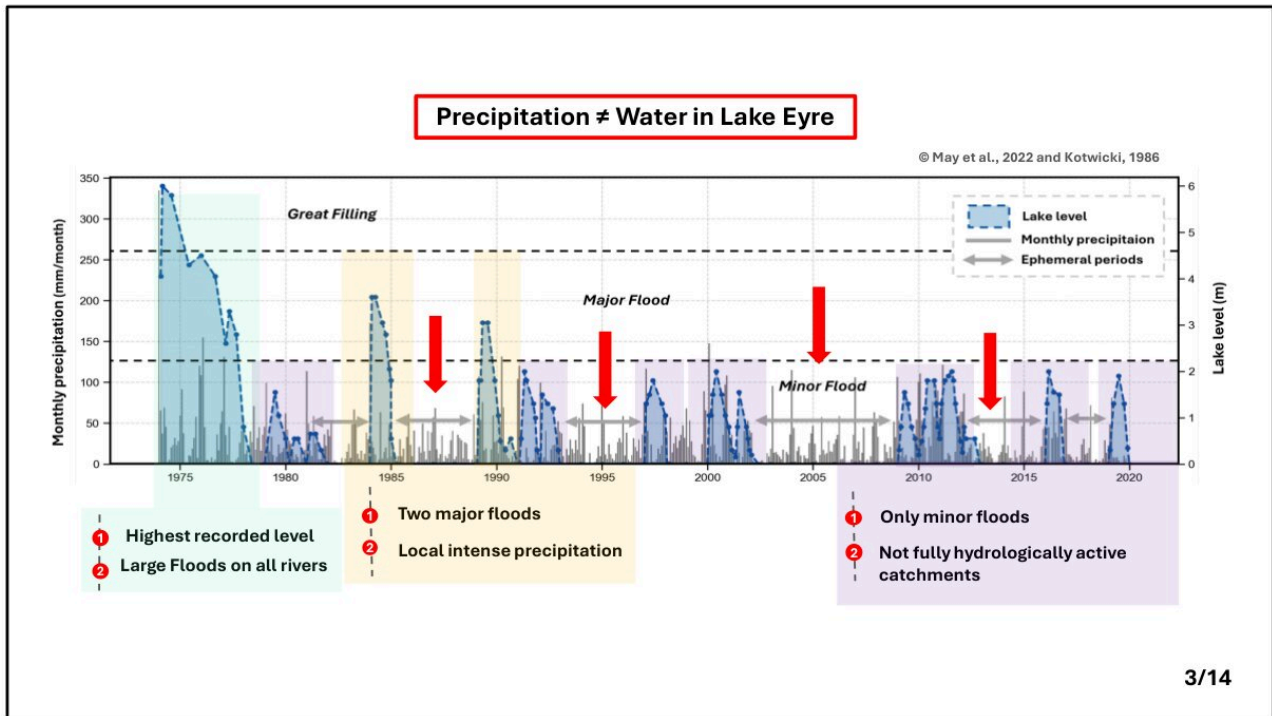 Precipitation ≠ Water in Lake Eyre
© May et al., 2022 and Kotwicki, 1986
Monthly precipitation (mm/month)
350
300
250
200
150
100
50
0
Great Filling
Major Flood
Minor Flood
Lake level
Monthly precipitaion
Ephemeral periods
6
5
4
3
2
1
0
Lake level (m)
1975 1980 1985 1990 1995 2000 2005 2010 2015 2020
1 Highest recorded level
2 Large Floods on all rivers
1 Two major floods
2 Local intense precipitation
1 Only minor floods
2 Not fully hydrologically active
catchments
3/14